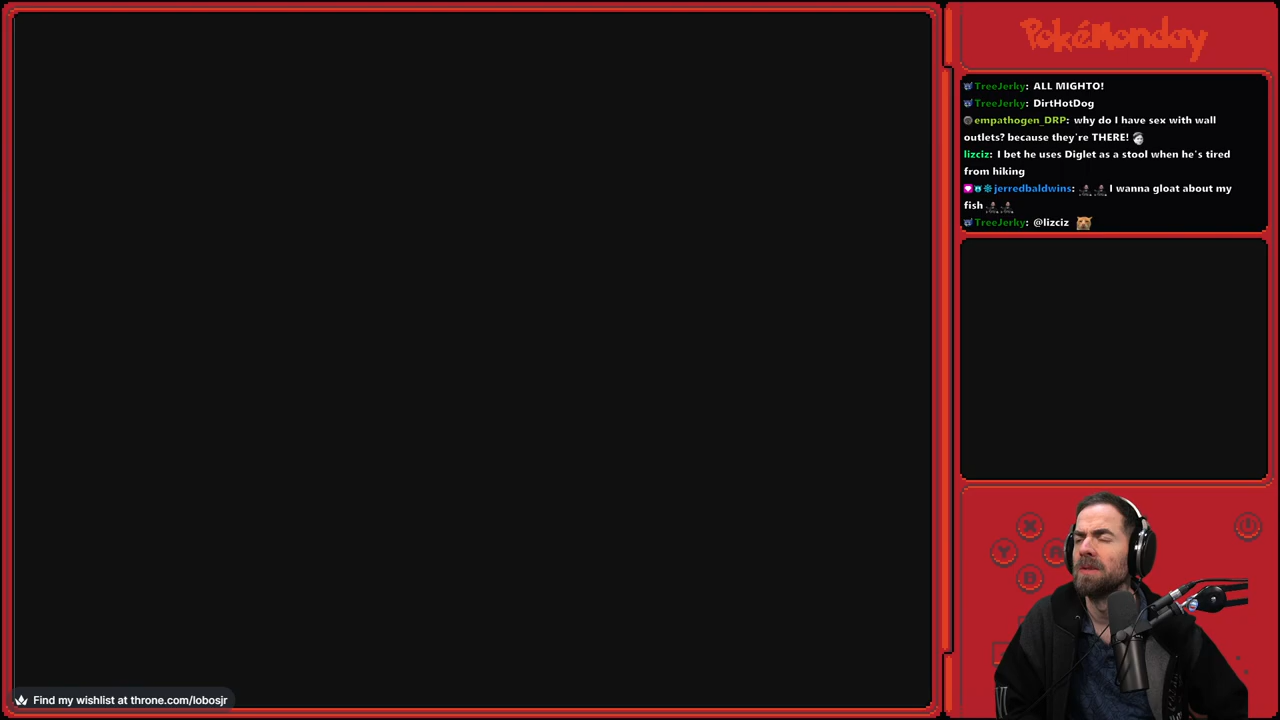 PokéMonday
TreeJerky: ALL MIGHTO!
TreeJerky: DirtHotDog
empathogen_DRP: why do I have sex with wall
outlets? because they're THERE!
lizciz: I bet he uses Diglet as a stool when he's tired
from hiking
jerredbaldwins: I wanna gloat about my
fish
TreeJerky: @lizciz
X
Y
A
B
Find my wishlist at throne.com/lobosjr